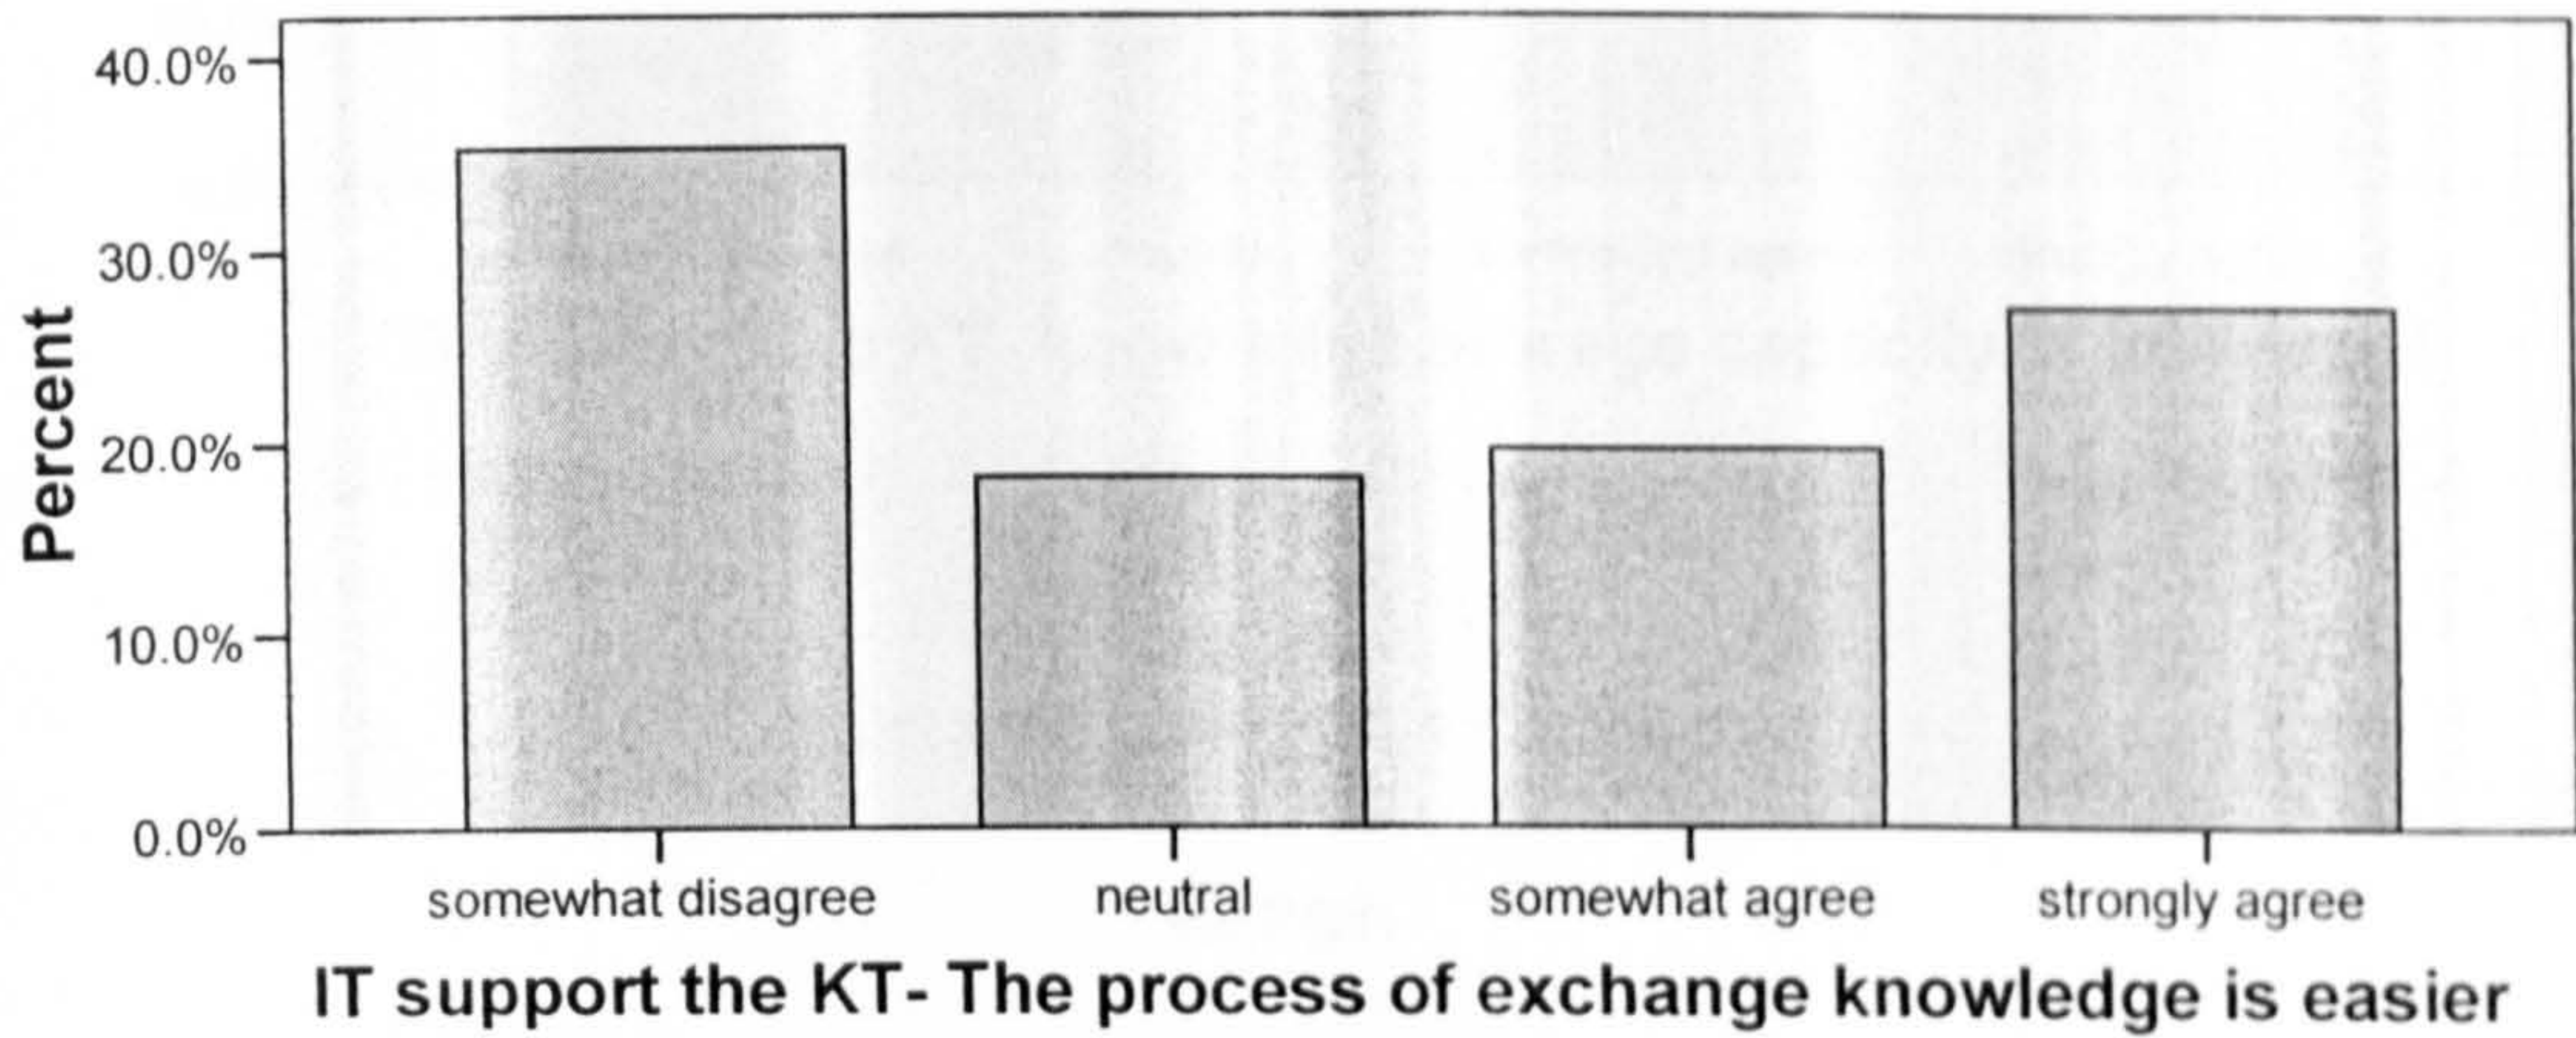 40.0%
30.0%
20.0%
10.0%
0.0%
Percent
somewhat disagree neutral somewhat agree strongly agree
IT support the KT- The process of exchange knowledge is easier